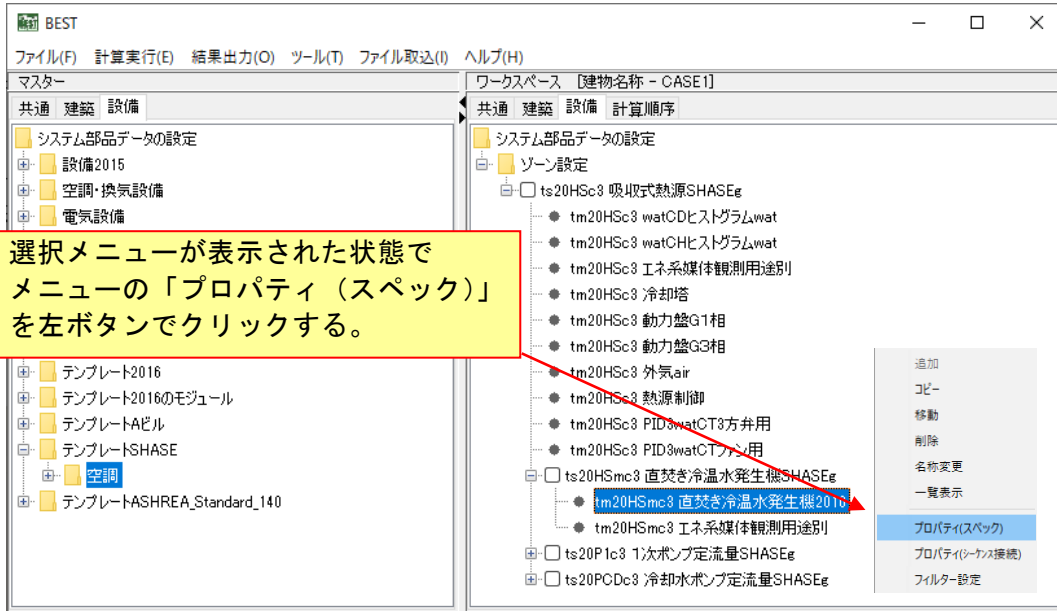 BEST
ファイル(F) 計算実行(E) 結果出力(O) ツール(T) ファイル取込(I) ヘルプ(H)
マスター
共通 建築 設備
システム部品データの設定
設備2015
空調・換気設備
電気設備
選択メニューが表示された状態で
メニューの「プロパティ（スペック）」
を左ボタンでクリックする。
テンプレート2016
テンプレート2016のモジュール
テンプレートAビル
テンプレートSHASE
空調
テンプレートASHREA_Standard_140
ワークスペース [建物名称 - CASE1]
共通 建築 設備 計算順序
システム部品データの設定
ゾーン設定
ts20HSc3 吸収式熱源SHASEg
tm20HSc3 watCDヒストグラムwat
tm20HSc3 watCHヒストグラムwat
tm20HSc3 エネ系媒体観測用途別
tm20HSc3 冷却塔
tm20HSc3 動力盤G1相
tm20HSc3 動力盤G3相
tm20HSc3 外気air
tm20HSc3 熱源制御
tm20HSc3 PID3watCT3方弁用
tm20HSc3 PID3watCTファン用
ts20HSmc3 直焚き冷温水発生機SHASEg
tm20HSmc3 直焚き冷温水発生機2016
tm20HSmc3 エネ系媒体観測用途別
ts20P1c3 1次ポンプ定流量SHASEg
ts20PCDc3 冷却水ポンプ定流量SHASEg
追加
コピー
移動
削除
名称変更
一覧表示
プロパティ(スペック)
プロパティ(シーケンス接続)
フィルター設定